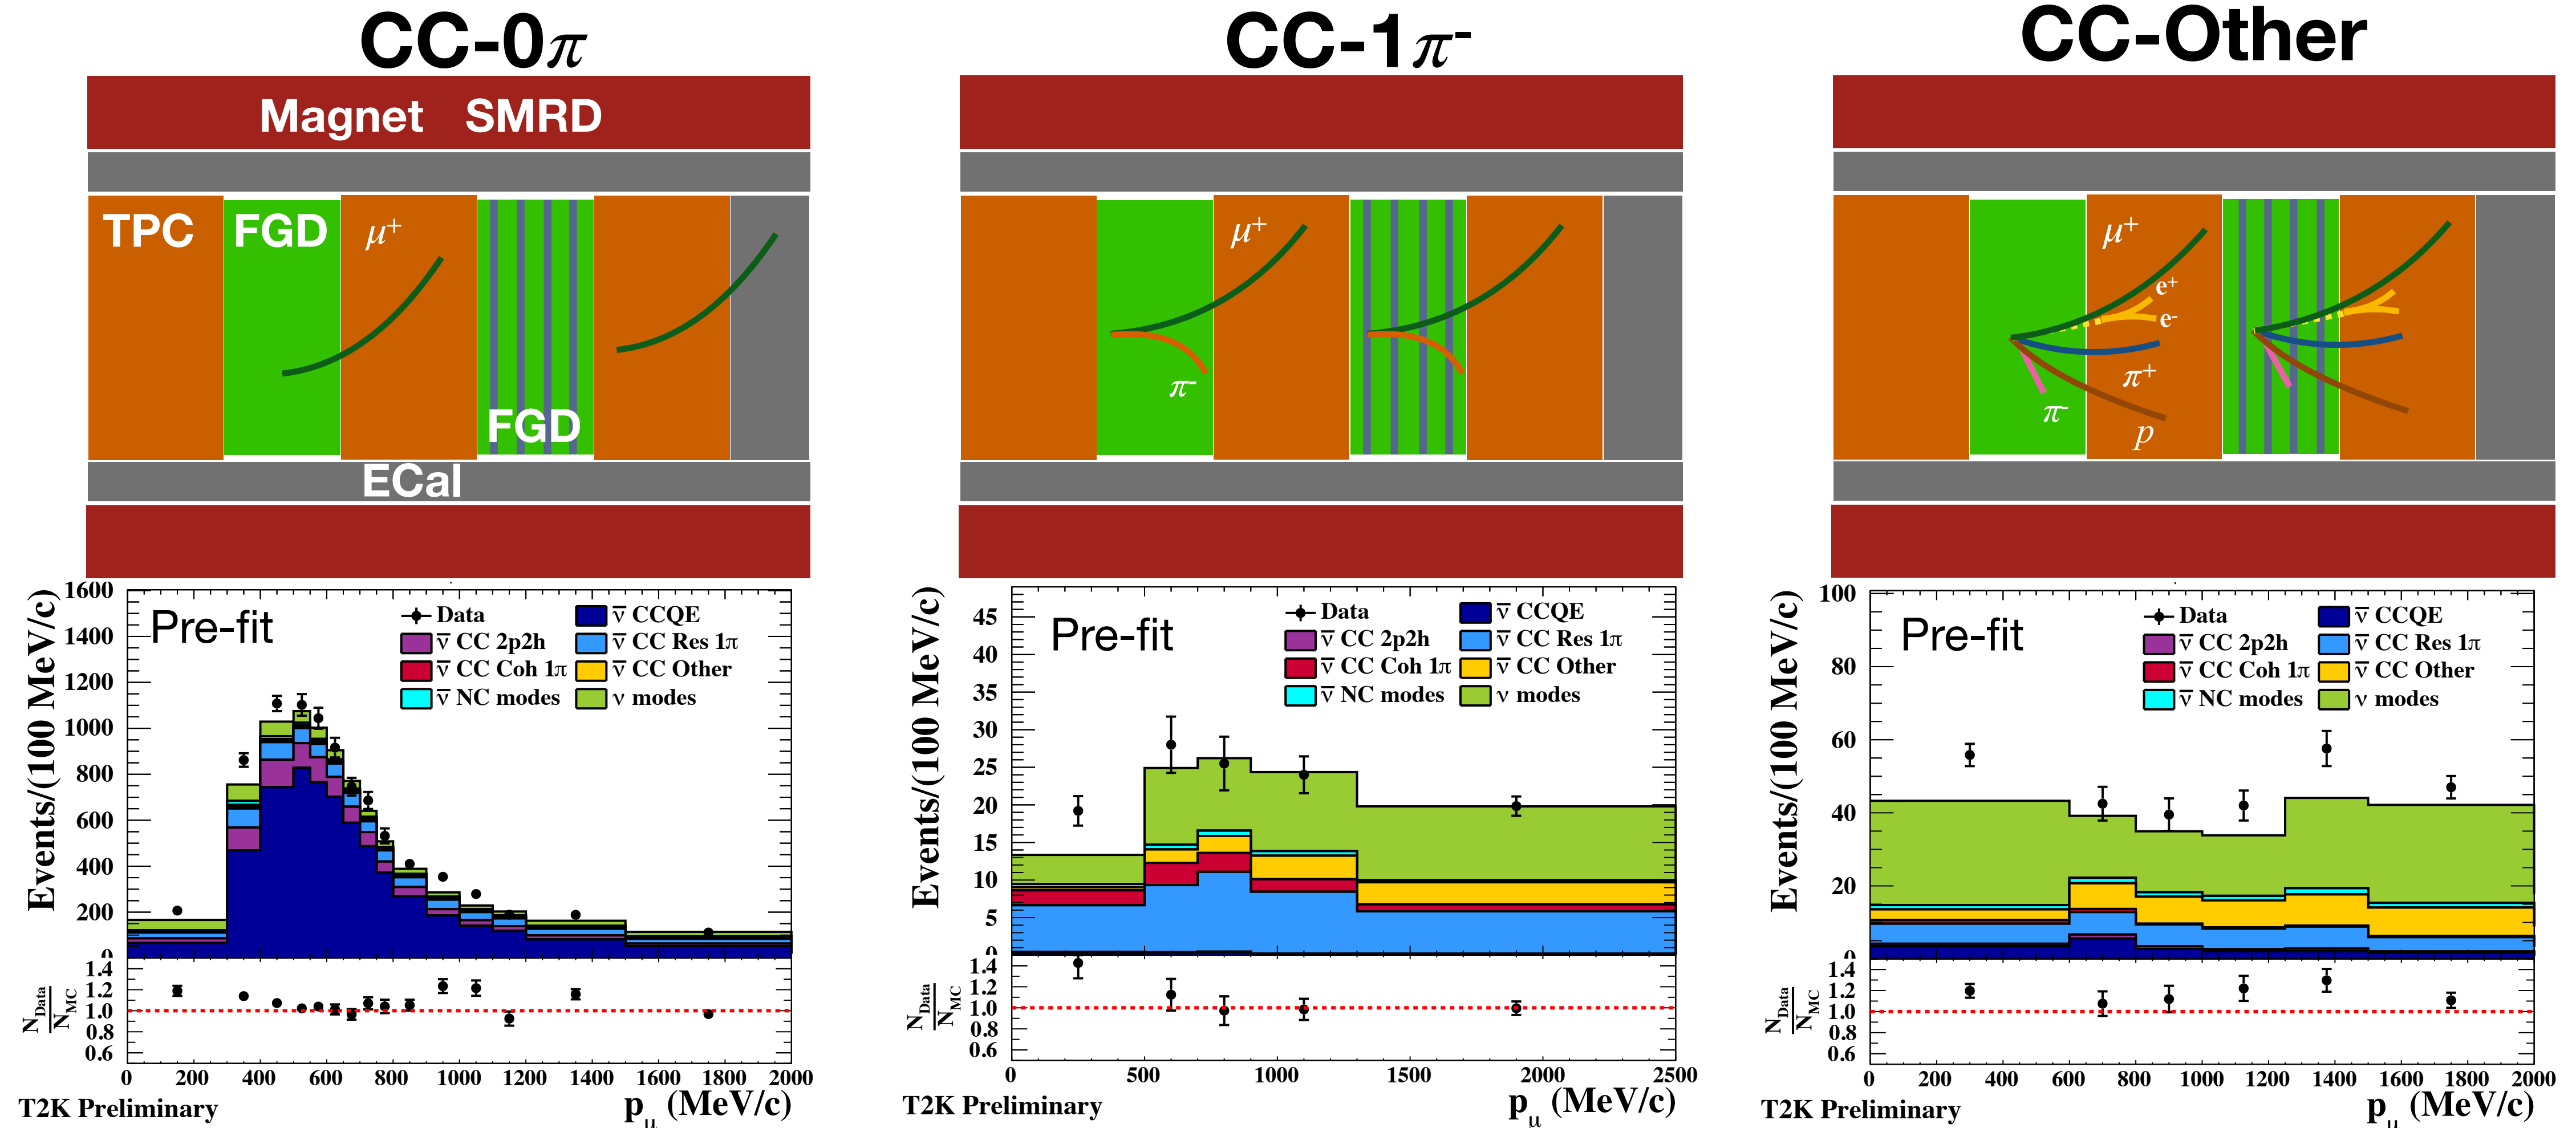 CC-0π
CC-1π-
CC-Other
Magnet SMRD
TPC
FGD
μ+
FGD
ECal
μ+
π-
μ+
e+
e-
π+
π-
p
Pre-fit
Data
ν̅ CCQE
ν̅ CC 2p2h
ν̅ CC Res 1π
ν̅ CC Coh 1π
ν̅ CC Other
ν̅ NC modes
ν modes
Events/(100 MeV/c)
1600
1400
1200
1000
800
600
400
200
0
N_Data
N_MC
1.4
1.2
1.0
0.8
0.6
0 200 400 600 800 1000 1200 1400 1600 1800 2000
T2K Preliminary
p_μ (MeV/c)
Pre-fit
Data
ν̅ CCQE
ν̅ CC 2p2h
ν̅ CC Res 1π
ν̅ CC Coh 1π
ν̅ CC Other
ν̅ NC modes
ν modes
Events/(100 MeV/c)
45
40
35
30
25
20
15
10
5
0
N_Data
N_MC
1.4
1.2
1.0
0.8
0.6
0 500 1000 1500 2000 2500
T2K Preliminary
p_μ (MeV/c)
Pre-fit
Data
ν̅ CCQE
ν̅ CC 2p2h
ν̅ CC Res 1π
ν̅ CC Coh 1π
ν̅ CC Other
ν̅ NC modes
ν modes
Events/(100 MeV/c)
100
80
60
40
20
0
N_Data
N_MC
1.4
1.2
1.0
0.8
0.6
0 200 400 600 800 1000 1200 1400 1600 1800 2000
T2K Preliminary
p_μ (MeV/c)